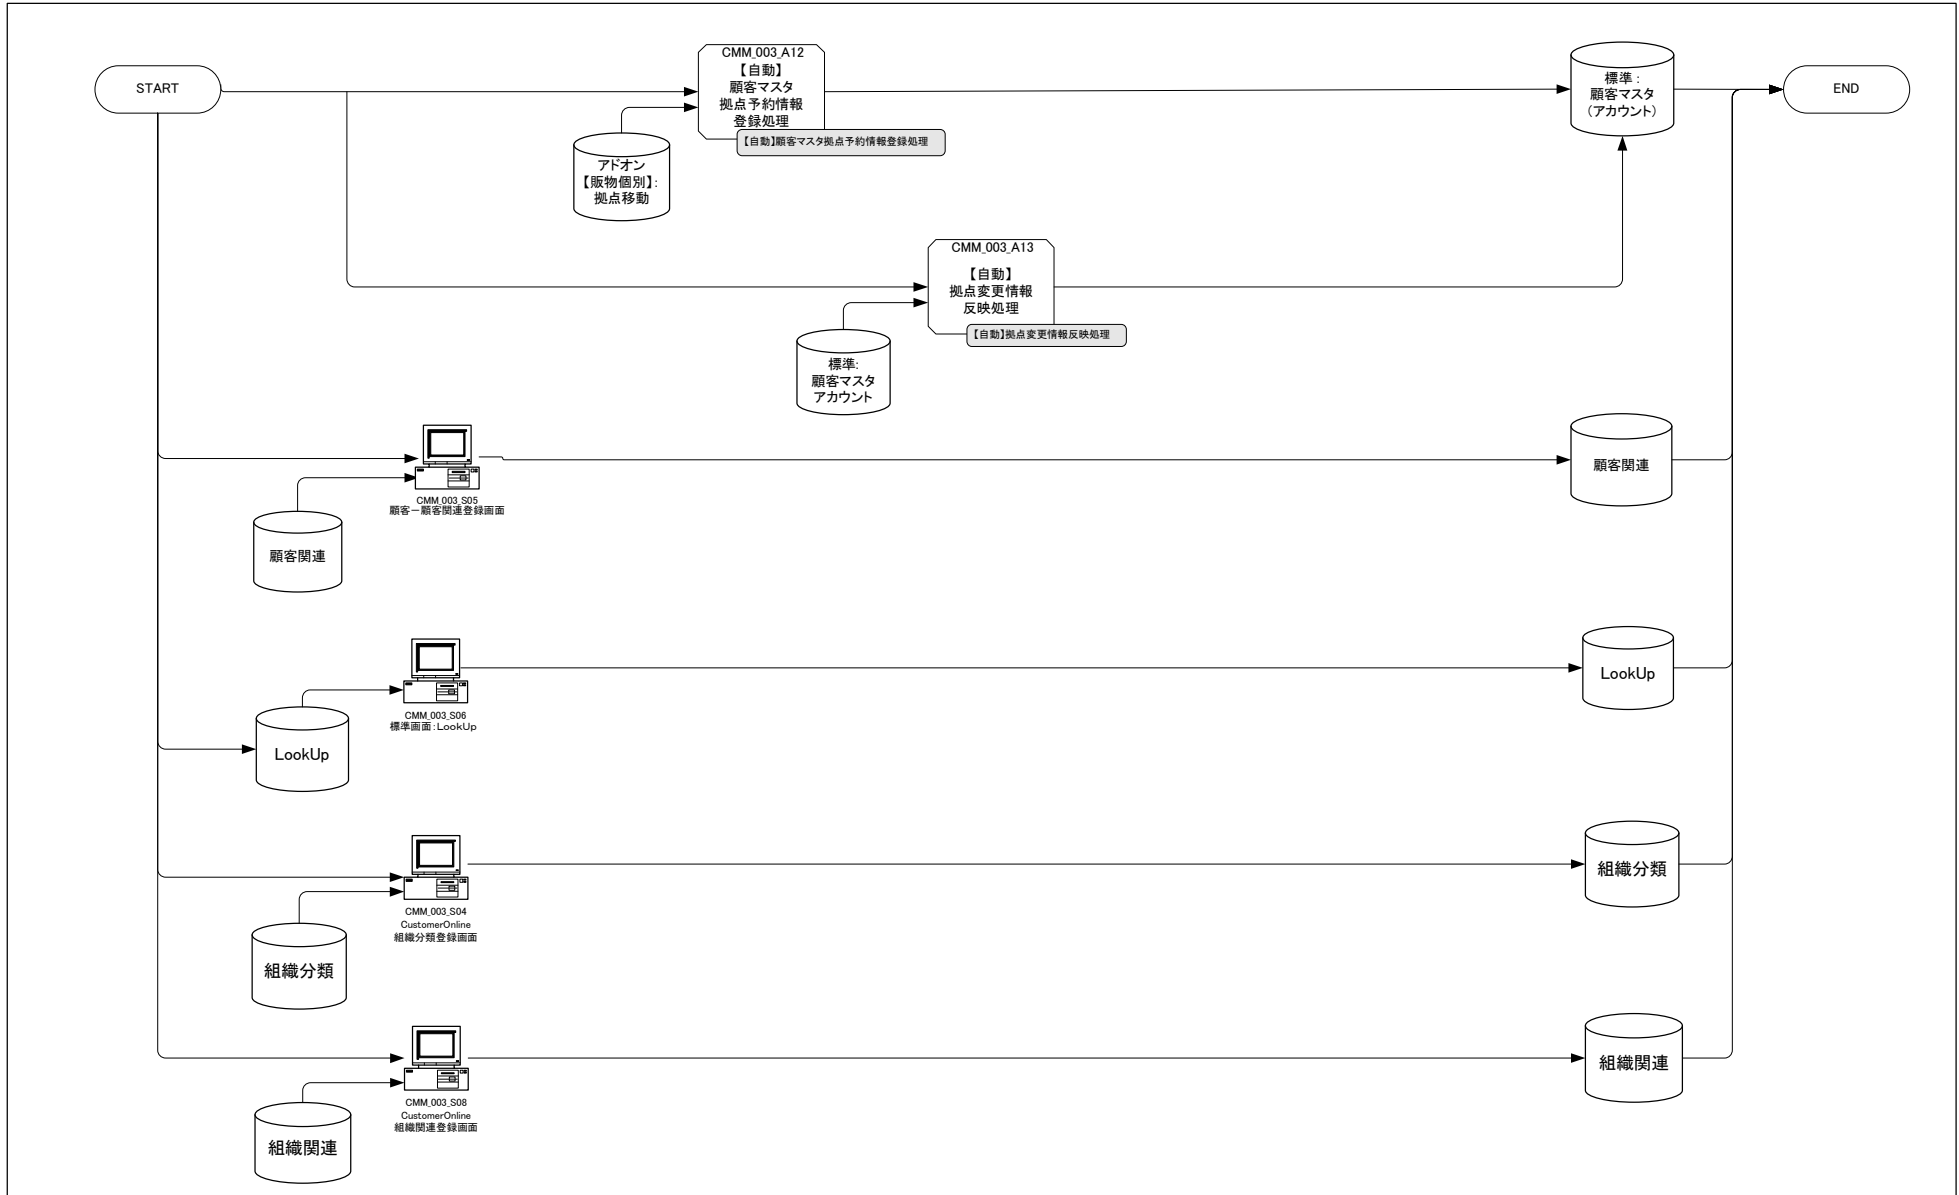 START
CMM_003_A12
【自動】
顧客マスタ
拠点予約情報
登録処理
【自動】顧客マスタ拠点予約情報登録処理
アドオン
【販物個別】:
拠点移動
標準:
顧客マスタ
(アカウント)
END
CMM_003_A13
【自動】
拠点変更情報
反映処理
【自動】拠点変更情報反映処理
標準:
顧客マスタ
アカウント
CMM_003_S05
顧客－顧客関連登録画面
顧客関連
顧客関連
CMM_003_S06
標準画面:LookUp
LookUp
LookUp
CMM_003_S04
CustomerOnline
組織分類登録画面
組織分類
組織分類
CMM_003_S08
CustomerOnline
組織関連登録画面
組織関連
組織関連